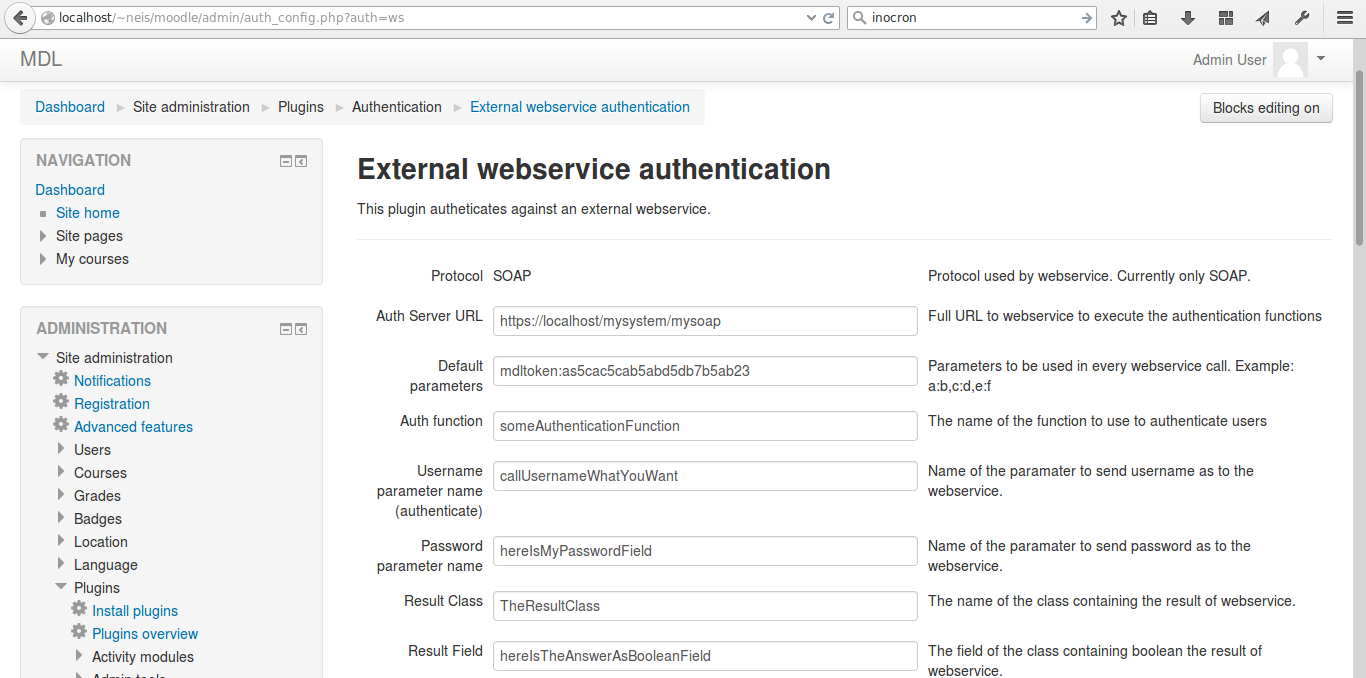 localhost/~neis/moodle/admin/auth_config.php?auth=ws
inocron
MDL
Admin User
Dashboard Site administration Plugins Authentication External webservice authentication
Blocks editing on
NAVIGATION
Dashboard
Site home
Site pages
My courses
ADMINISTRATION
Site administration
Notifications
Registration
Advanced features
Users
Courses
Grades
Badges
Location
Language
Plugins
Install plugins
Plugins overview
Activity modules
Admin tools
External webservice authentication
This plugin autheticates against an external webservice.
Protocol SOAP Protocol used by webservice. Currently only SOAP.
Auth Server URL https://localhost/mysystem/mysoap Full URL to webservice to execute the authentication functions
Default
parameters
mdltoken:as5cac5cab5abd5db7b5ab23
Parameters to be used in every webservice call. Example:
a:b,c:d,e:f
Auth function someAuthenticationFunction The name of the function to use to authenticate users
Username
parameter name
(authenticate)
callUsernameWhatYouWant
Name of the paramater to send username as to the
webservice.
Password
parameter name
hereIsMyPasswordField
Name of the paramater to send password as to the
webservice.
Result Class TheResultClass The name of the class containing the result of webservice.
Result Field hereIsTheAnswerAsBooleanField The field of the class containing boolean the result of
webservice.